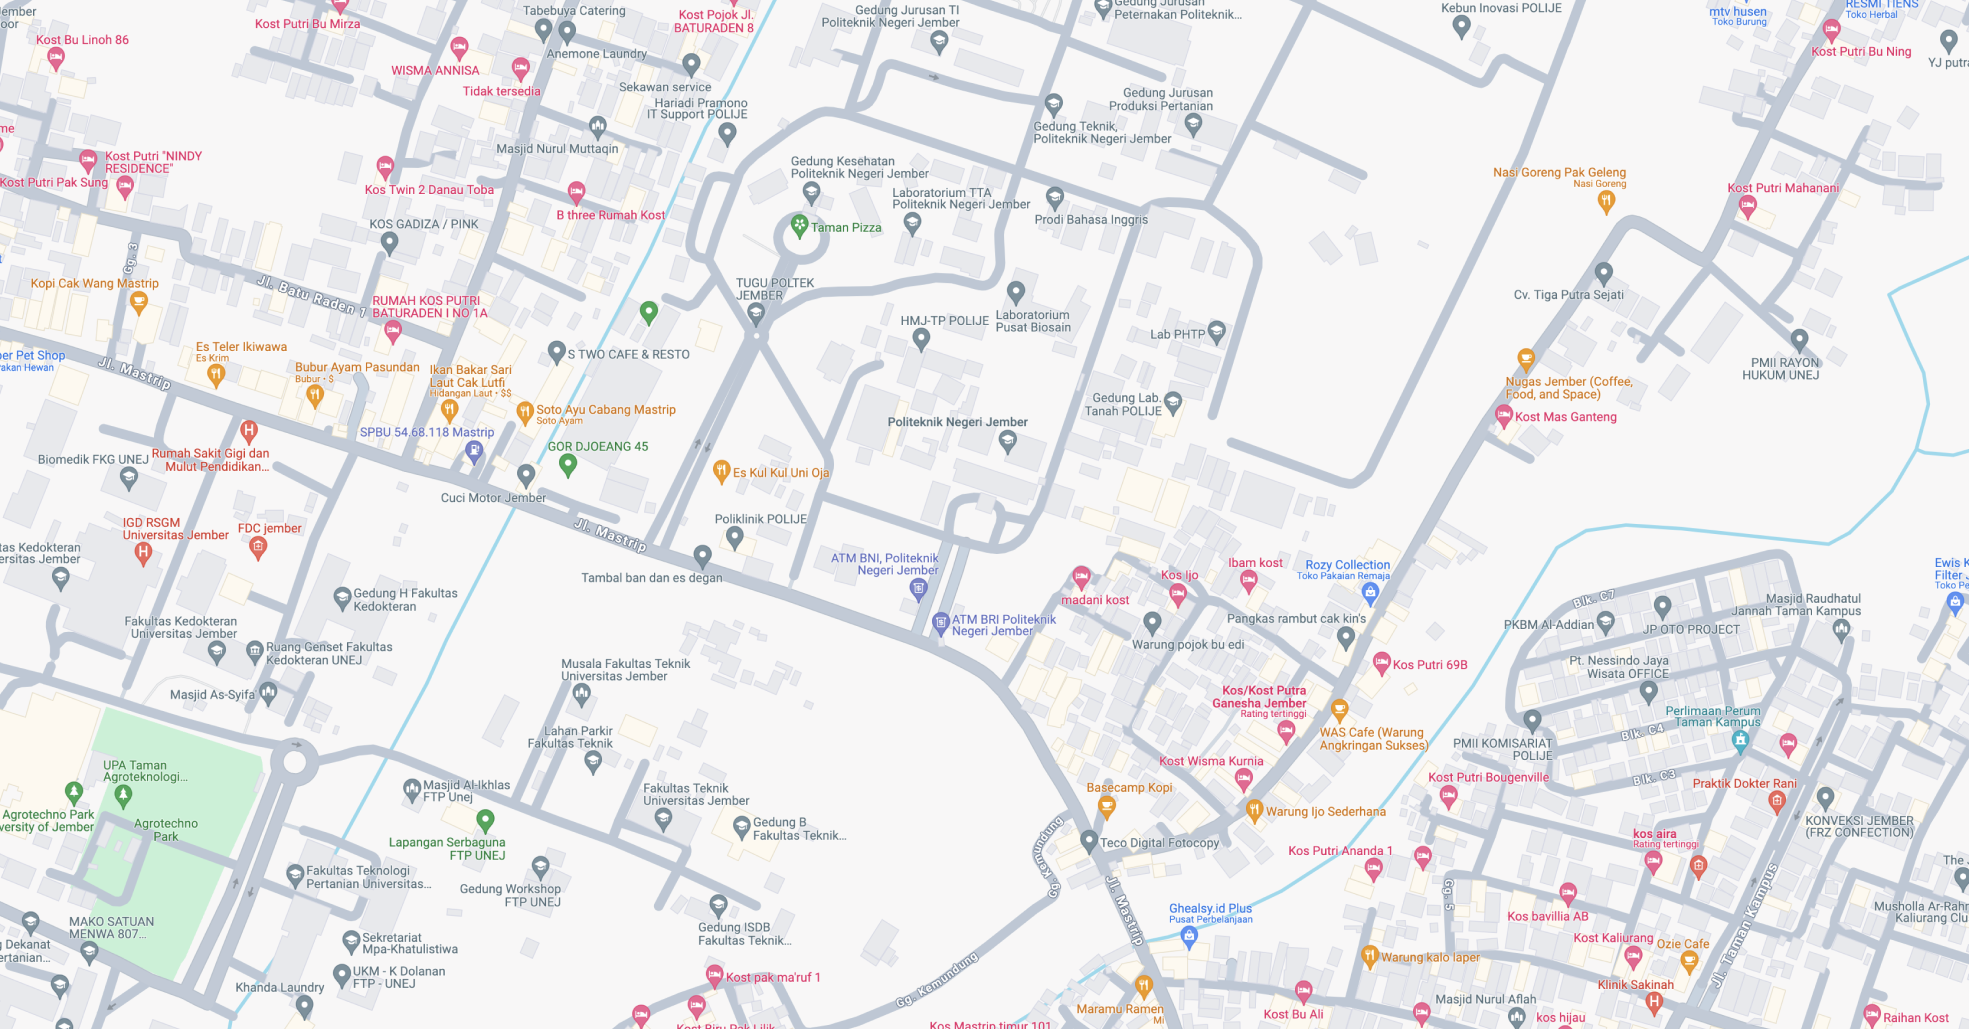 Tabebuya Catering
Kost Putri Bu Mirza
Kost Pojok Jl.
BATURADEN 8
Gedung Jurusan TI
Politeknik Negeri Jember
Gedung Jurusan
Peternakan Politeknik...
Kebun Inovasi POLIJE
mtv husen
Toko Burung
RESMI TIENS
Toko Herbal
Kost Bu Linoh 86
WISMA ANNISA
Anemone Laundry
Tidak tersedia
Sekawan service
Hariadi Pramono
IT Support POLIJE
Gedung Jurusan
Produksi Pertanian
Kost Putri Bu Ning
YJ putra
Masjid Nurul Muttaqin
Gedung Teknik,
Politeknik Negeri Jember
Kost Putri "NINDY
RESIDENCE"
Kost Putri Pak Sung
Kos Twin 2 Danau Toba
Gedung Kesehatan
Politeknik Negeri Jember
Laboratorium TTA
Politeknik Negeri Jember
Nasi Goreng Pak Geleng
Nasi Goreng
Kost Putri Mahanani
B three Rumah Kost
KOS GADIZA / PINK
Taman Pizza
Prodi Bahasa Inggris
Gg. 3
Kopi Cak Wang Mastrip
Jl. Batu Raden 1
RUMAH KOS PUTRI
BATURADEN I NO 1A
TUGU POLTEK
JEMBER
Cv. Tiga Putra Sejati
HMJ-TP POLIJE
Laboratorium
Pusat Biosain
Lab PHTP
Es Teler Ikiwawa
Es Krim
Pet Shop
Jl. Mastrip
Bubur Ayam Pasundan
Bubur • $
Ikan Bakar Sari
Laut Cak Lutfi
Hidangan Laut • $$
S TWO CAFE & RESTO
PMII RAYON
HUKUM UNEJ
Nugas Jember (Coffee,
Food, and Space)
Kost Mas Ganteng
Gedung Lab.
Tanah POLIJE
Soto Ayu Cabang Mastrip
Soto Ayam
Politeknik Negeri Jember
SPBU 54.68.118 Mastrip
GOR DJOEANG 45
Biomedik FKG UNEJ
Rumah Sakit Gigi dan
Mulut Pendidikan...
Es Kul Kul Uni Oja
Cuci Motor Jember
IGD RSGM
Universitas Jember
FDC jember
Jl. Mastrip
Poliklinik POLIJE
Kedokteran
Jember
Tambal ban dan es degan
ATM BNI, Politeknik
Negeri Jember
Ibam kost
Kos Ijo
madani kost
Rozy Collection
Toko Pakaian Remaja
Gedung H Fakultas
Kedokteran
Blk. C7
Masjid Raudhatul
Jannah Taman Kampus
Ewis
Filter
Fakultas Kedokteran
Universitas Jember
ATM BRI Politeknik
Negeri Jember
Pangkas rambut cak kin's
PKBM Al-Addian
JP OTO PROJECT
Ruang Genset Fakultas
Kedokteran UNEJ
Warung pojok bu edi
Musala Fakultas Teknik
Universitas Jember
Kos Putri 69B
Pt. Nessindo Jaya
Wisata OFFICE
Masjid As-Syifa
Kos/Kost Putra
Ganesha Jember
Rating tertinggi
Perlimaan Perum
Taman Kampus
Lahan Parkir
Fakultas Teknik
WAS Cafe (Warung
Angkringan Sukses)
PMII KOMISARIAT
POLIJE
Blk. C4
UPA Taman
Agroteknologi...
Masjid Al-Ikhlas
FTP Unej
Fakultas Teknik
Universitas Jember
Kost Wisma Kurnia
Kost Putri Bougenville
Blk. C3
Praktik Dokter Rani
Basecamp Kopi
Agrotechno Park
University of Jember
Agrotechno
Park
Lapangan Serbaguna
FTP UNEJ
Gedung B
Fakultas Teknik...
Gg. Kemundung
Warung Ijo Sederhana
KONVEKSI JEMBER
(FRZ CONFECTION)
Teco Digital Fotocopy
Kos Putri Ananda 1
kos aira
Rating tertinggi
Fakultas Teknologi
Pertanian Universitas...
Gedung Workshop
FTP UNEJ
Jl. Mastrip
Gg. 5
Jl. Taman Kampus
Ghealsy.id Plus
Pusat Perbelanjaan
Kos bavillia AB
Masjid Ar-Rahm
Kaliurang Clu
MAKO SATUAN
MENWA 807...
Dekanat
Gedung ISDB
Fakultas Teknik...
Sekretariat
Mpa-Khatulistiwa
Kost Kaliurang
Ozie Cafe
Warung kalo laper
UKM - K Dolanan
FTP - UNEJ
Kost pak ma'ruf 1
Gg. Kemundung
Khanda Laundry
Klinik Sakinah
Maramu Ramen
Mi
Kost Bu Ali
Masjid Nurul Aflah
kos hijau
Raihan Kost
Kost Biru Pak Lilik
Kos Mastrip timur 101